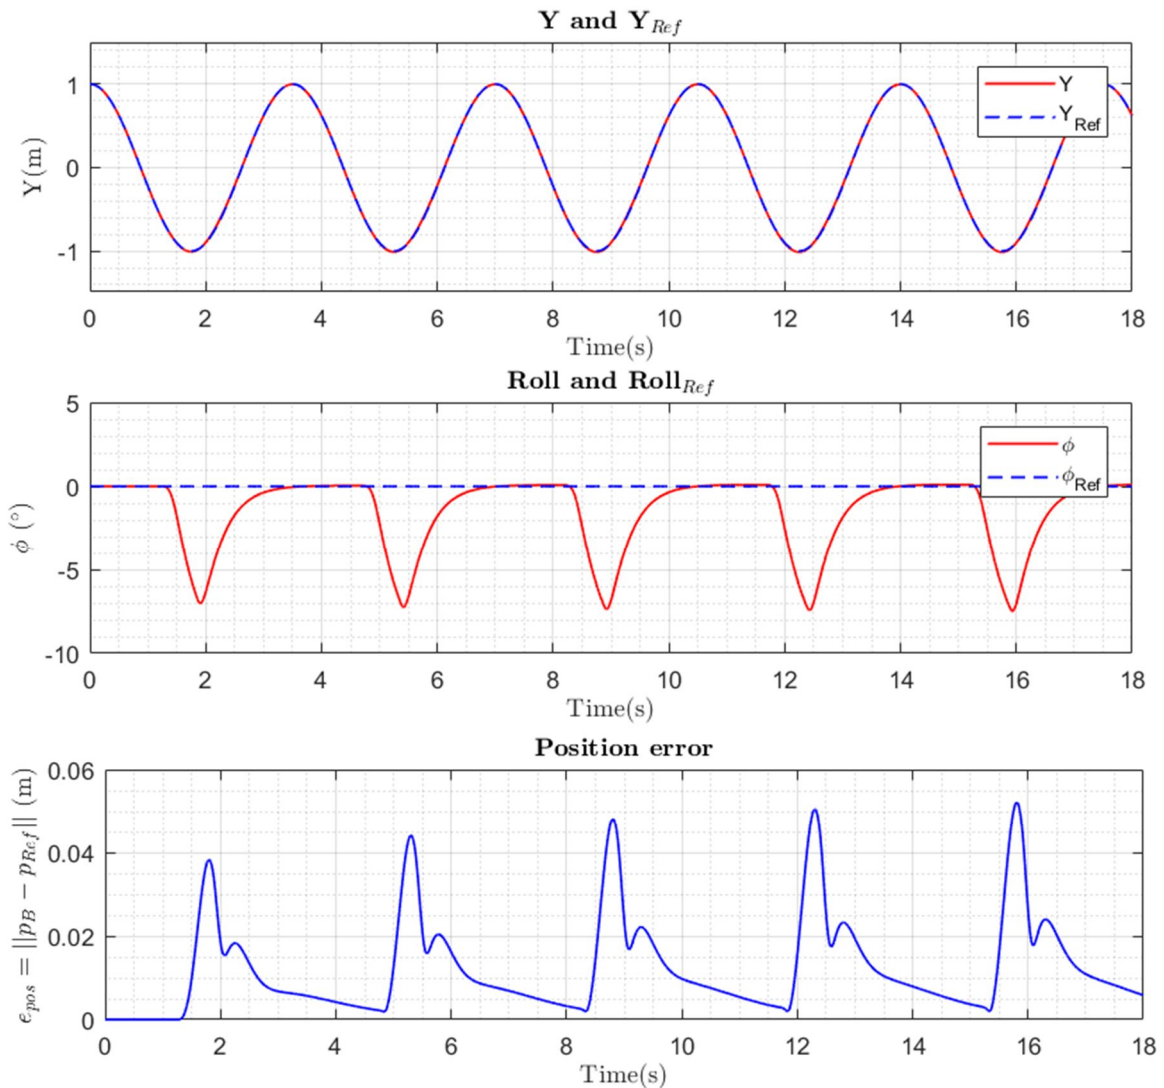 Y and Y_Ref
Y(m)
1
0
-1
Y
Y_Ref
0 2 4 6 8 10 12 14 16 18
Time(s)
Roll and Roll_Ref
ϕ (°)
5
0
-5
-10
ϕ
ϕ_Ref
0 2 4 6 8 10 12 14 16 18
Time(s)
Position error
e_pos = ||p_B − p_Ref|| (m)
0.06
0.04
0.02
0
0 2 4 6 8 10 12 14 16 18
Time(s)